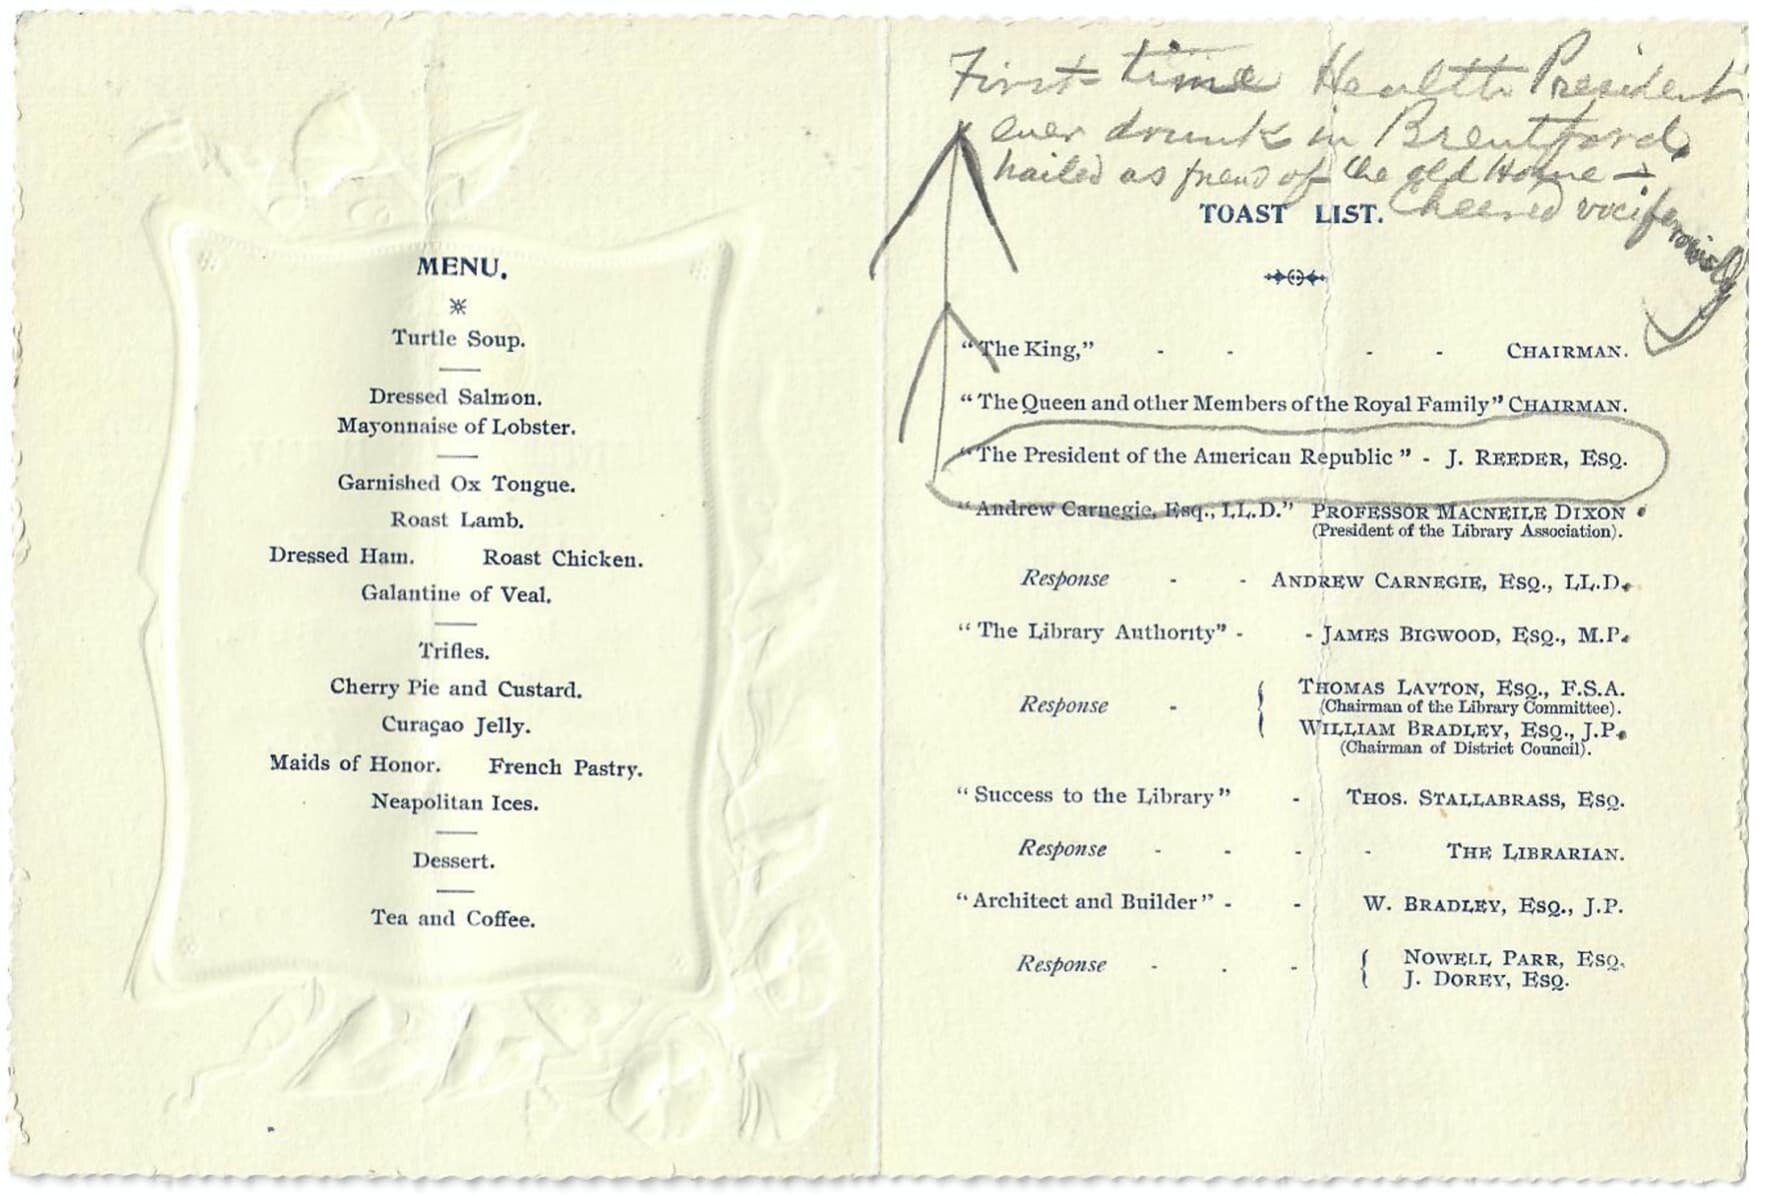 MENU.
Turtle Soup.
Dressed Salmon.
Mayonnaise of Lobster.
Garnished Ox Tongue.
Roast Lamb.
Dressed Ham. Roast Chicken.
Galantine of Veal.
Trifles.
Cherry Pie and Custard.
Curaçao Jelly.
Maids of Honor. French Pastry.
Neapolitan Ices.
Dessert.
Tea and Coffee.
First time Health President
ever drunk in Brentford,
hailed as friend of the old Home –
Cheered vociferously
TOAST LIST.
“The King,” - - - - CHAIRMAN.
“The Queen and other Members of the Royal Family” CHAIRMAN.
“The President of the American Republic” - J. REEDER, ESQ.
“Andrew Carnegie, Esq., LL.D.” PROFESSOR MACNEILE DIXON
(President of the Library Association).
Response - - ANDREW CARNEGIE, ESQ., LL.D.
“The Library Authority” - - JAMES BIGWOOD, ESQ., M.P.
Response - { THOMAS LAYTON, ESQ., F.S.A.
(Chairman of the Library Committee).
WILLIAM BRADLEY, ESQ., J.P.
(Chairman of District Council).
“Success to the Library” - THOS. STALLABRASS, ESQ.
Response - - - - THE LIBRARIAN.
“Architect and Builder” - - W. BRADLEY, ESQ., J.P.
Response - - - { NOWELL PARR, ESQ.
J. DOREY, ESQ.